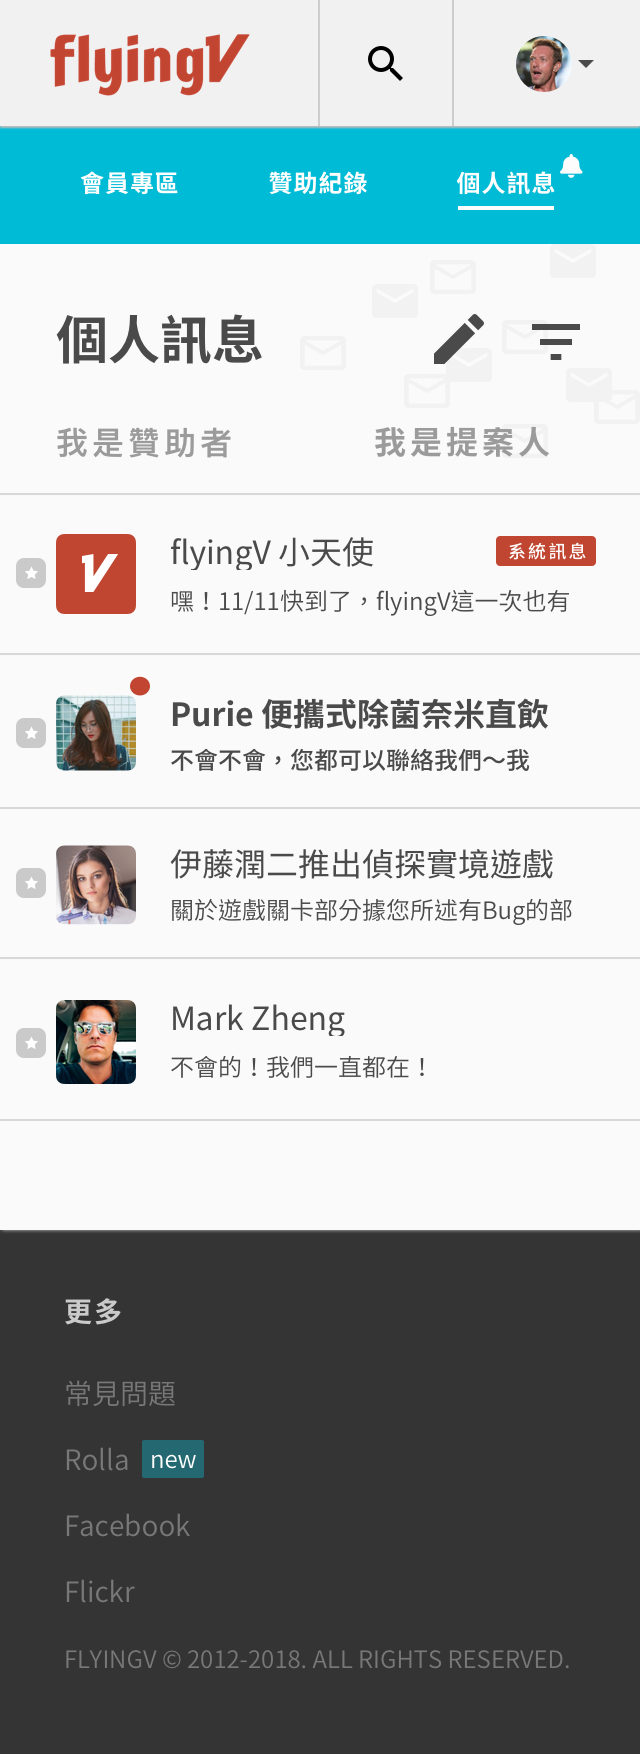 flyingV
會員專區 贊助紀錄 個人訊息
個人訊息
我是贊助者 我是提案人
flyingV 小天使 系統訊息
嘿！11/11快到了，flyingV這一次也有
Purie 便攜式除菌奈米直飲
不會不會，您都可以聯絡我們～我
伊藤潤二推出偵探實境遊戲
關於遊戲關卡部分據您所述有Bug的部
Mark Zheng
不會的！我們一直都在！
更多
常見問題
Rolla new
Facebook
Flickr
FLYINGV © 2012-2018. ALL RIGHTS RESERVED.